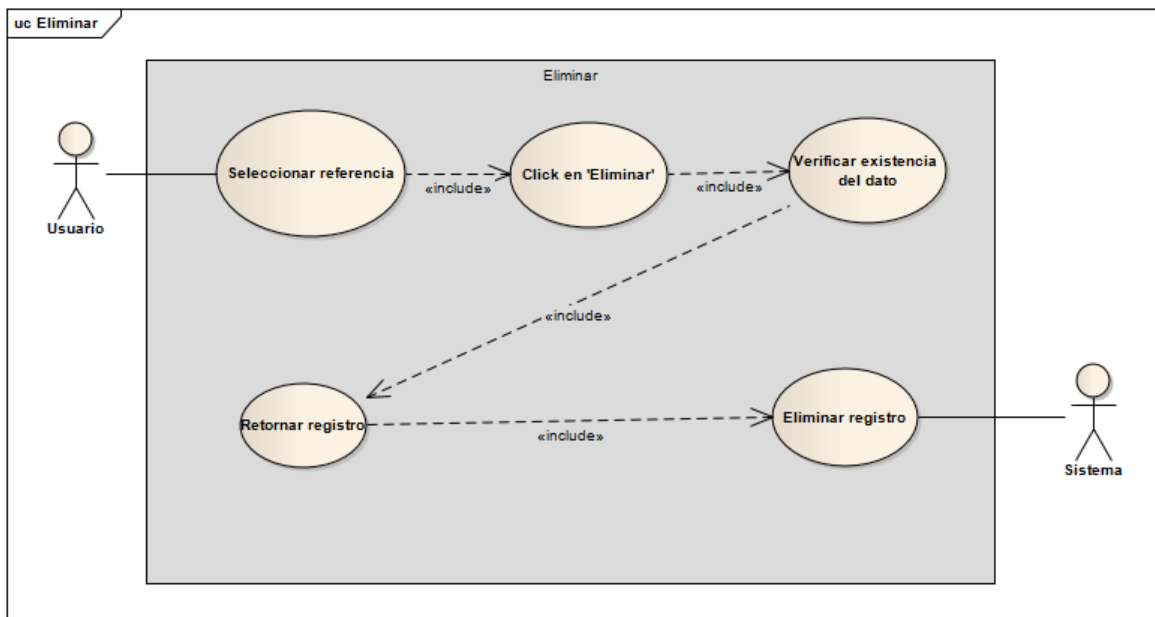 uc Eliminar
Eliminar
Seleccionar referencia
Click en 'Eliminar'
Verificar existencia
del dato
«include»
«include»
Usuario
«include»
Retornar registro
Eliminar registro
«include»
Sistema